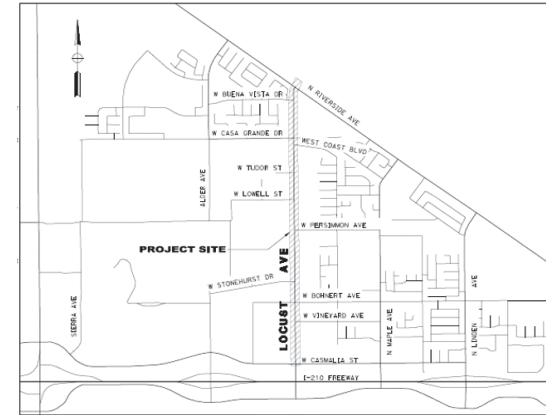 W BUENA VISTA DR
N RIVERSIDE AVE
W CASA GRANDE DR
WEST COAST BLVD
W TUDOR ST
ALDER AVE
W LOWELL ST
W PERSIMMON AVE
PROJECT SITE
LOCUST AVE
W STONEHURST DR
SIERRA AVE
W BOHNERT AVE
W VINEYARD AVE
N MAPLE AVE
N LINDEN AVE
W CASMALIA ST
I-210 FREEWAY